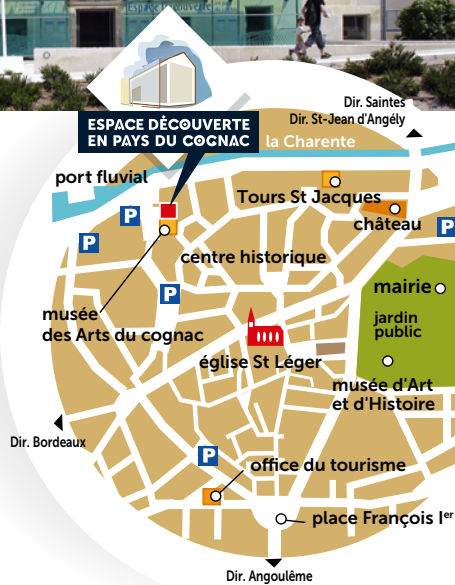 Espace Découverte
ESPACE DÉCOUVERTE
EN PAYS DU COGNAC
Dir. Saintes
Dir. St-Jean d'Angély
la Charente
port fluvial
P
P
Tours St Jacques
château
P
centre historique
P
mairie
musée
des Arts du cognac
jardin
public
église St Léger
musée d'Art
et d'Histoire
Dir. Bordeaux
P
office du tourisme
place François Ier
Dir. Angoulême